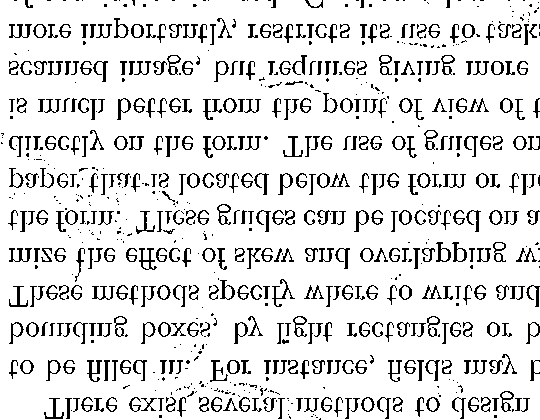 There exist several methods to design
to be filled in. For instance, fields may b
bounding boxes, by light rectangles or b
These methods specify where to write and
mize the effect of skew and overlapping wi
the form. These guides can be located on a
paper that is located below the form or the
directly on the form. The use of guides on
is much better from the point of view of t
scanned image, but requires giving more
more importantly, restricts its use to tasks